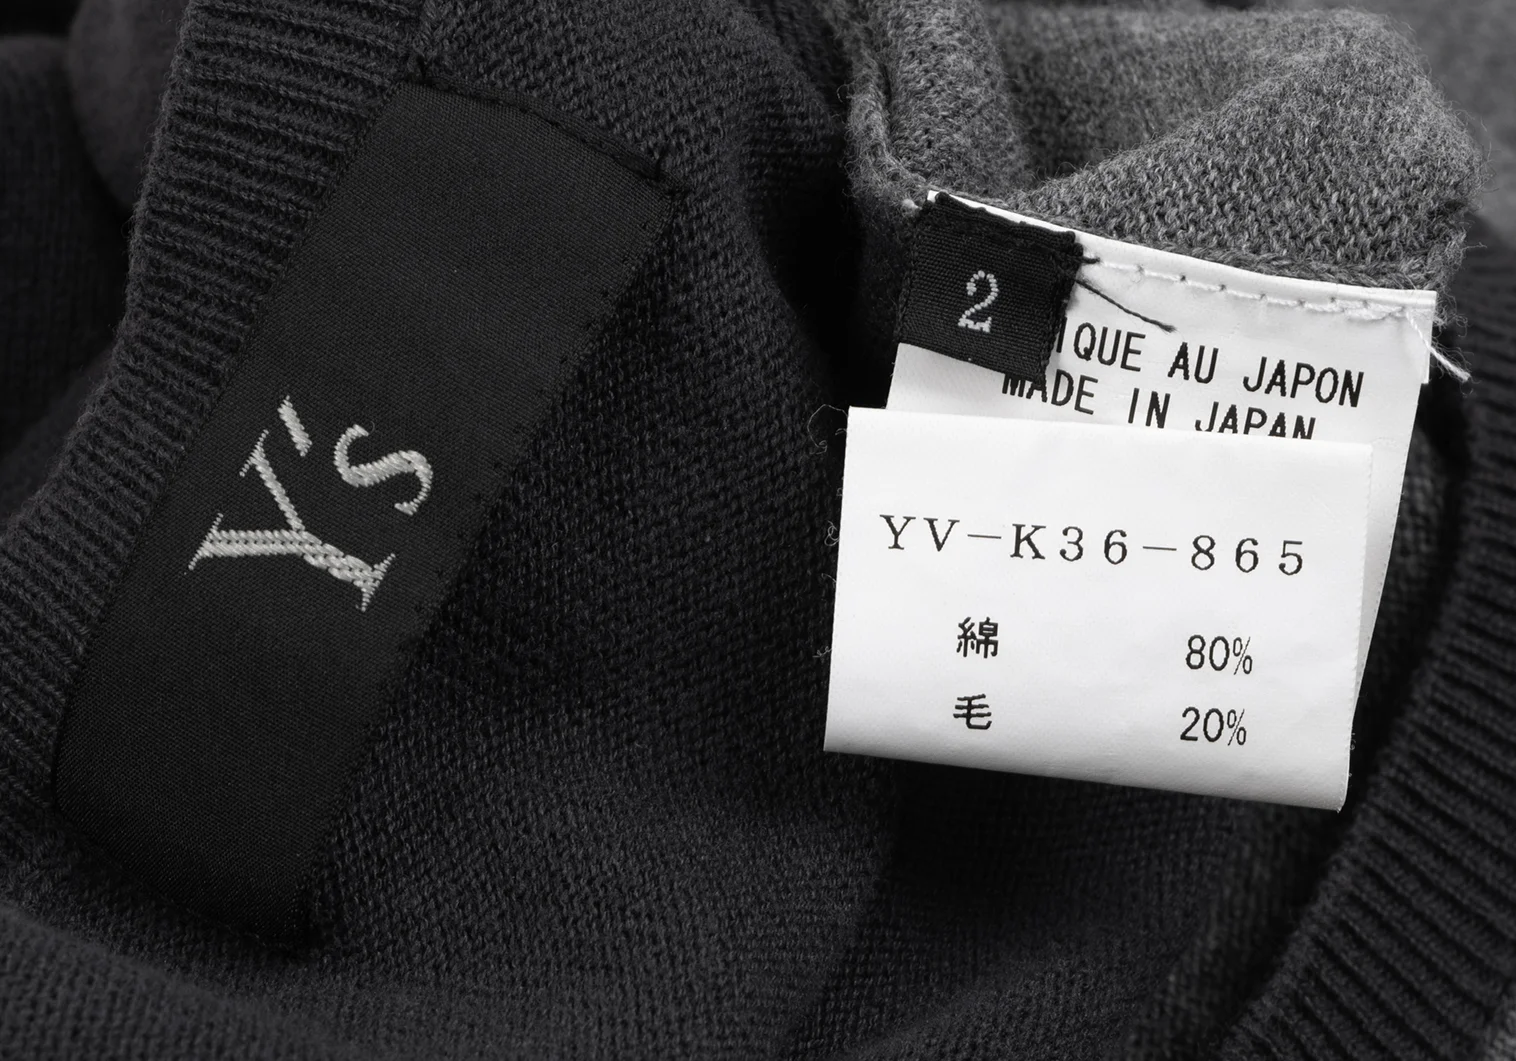 Y's
2
IQUE AU JAPON
MADE IN JAPAN
YV-K36-865
綿 80%
毛 20%